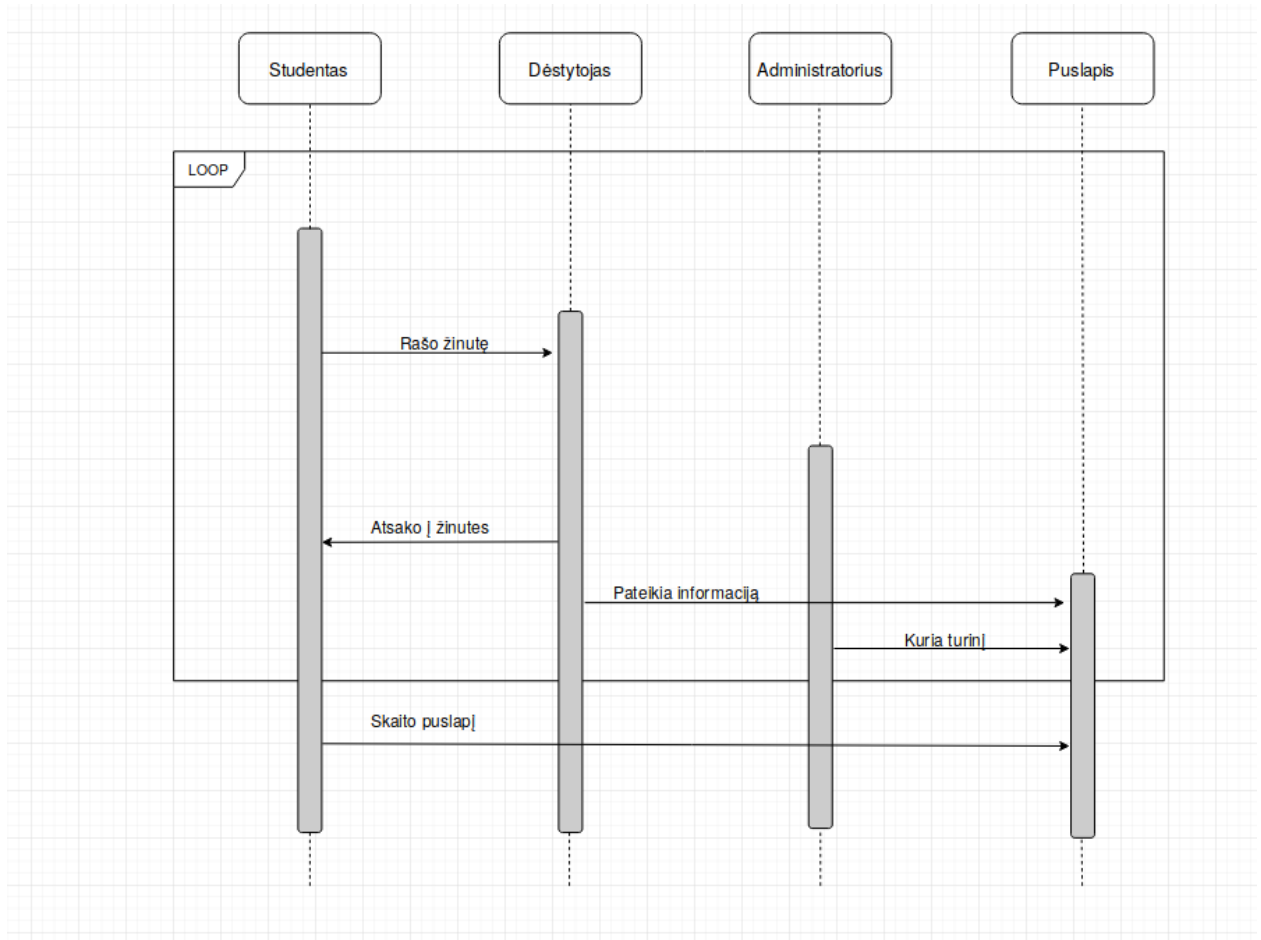 Studentas
Dėstytojas
Administratorius
Puslapis
LOOP
Rašo žinutę
Atsako į žinutes
Pateikia informaciją
Kuria turinį
Skaito puslapį